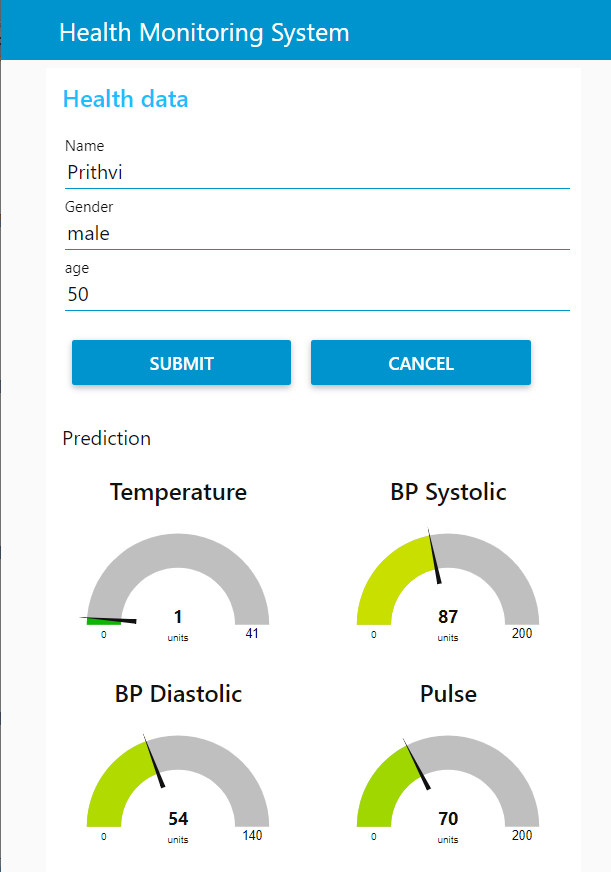 Health Monitoring System
Health data
Name
Prithvi
Gender
male
age
50
SUBMIT CANCEL
Prediction
Temperature BP Systolic
1 87
0 units 41 0 units 200
BP Diastolic Pulse
54 70
0 units 140 0 units 200